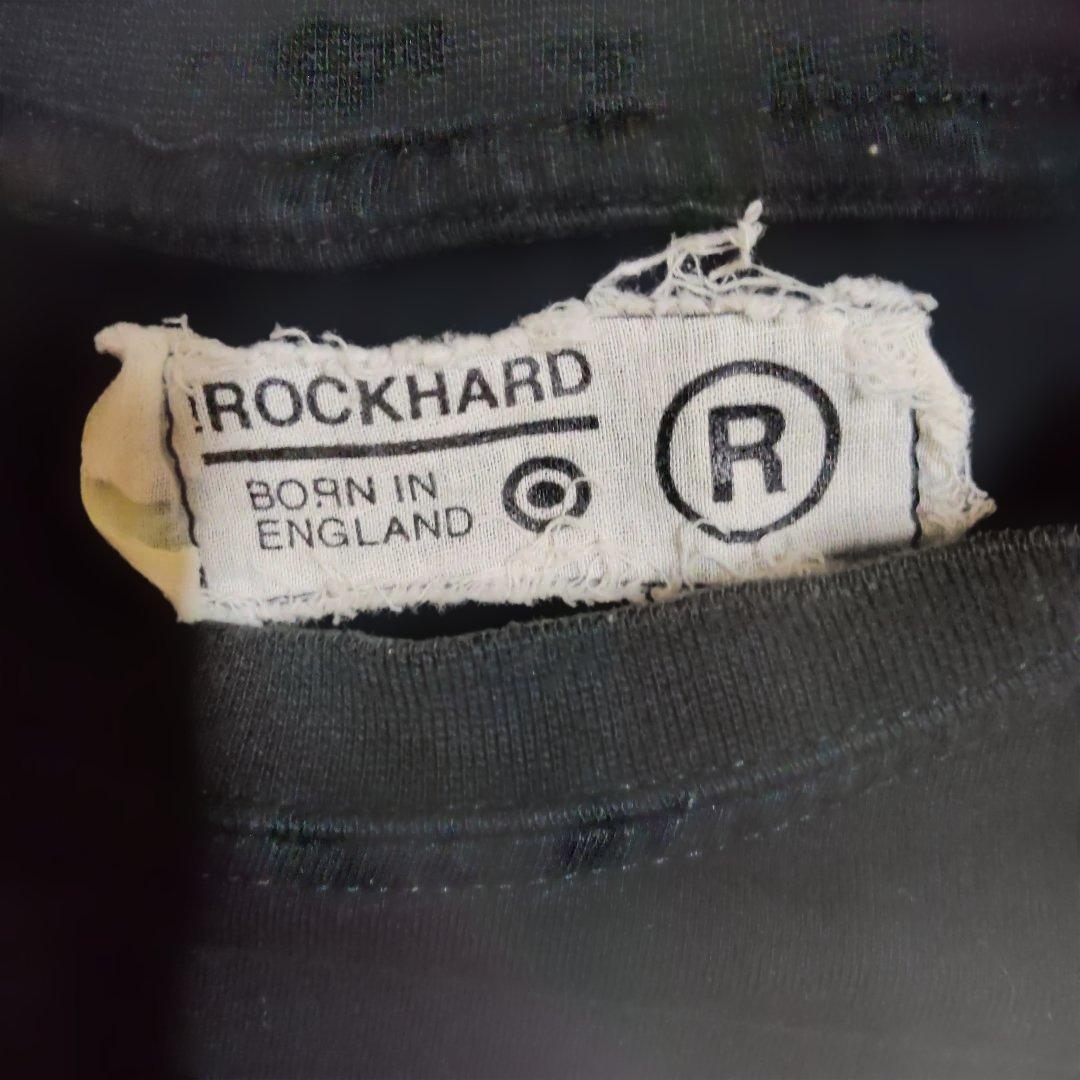 !ROCKHARD
BORN IN
ENGLAND
R